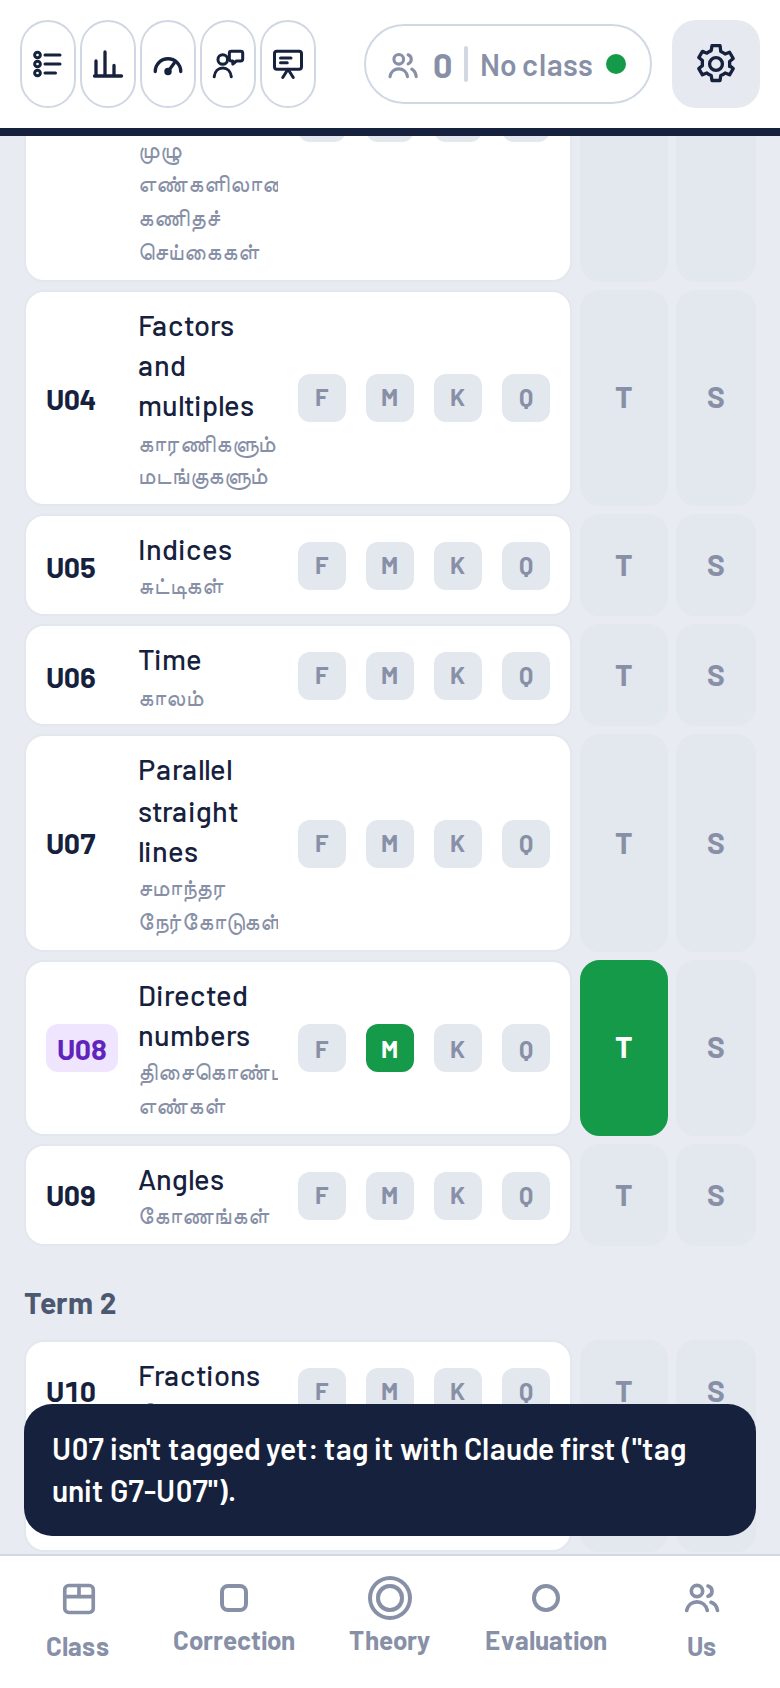 0 | No class
முழு
எண்களிலான
கணிதச்
செய்கைகள்
Factors
and
multiples
காரணிகளும்
மடங்குகளும்
U04
F M K Q T S
Indices
சுட்டிகள்
U05
F M K Q T S
Time
காலம்
U06
F M K Q T S
Parallel
straight
lines
சமாந்தர
நேர்கோடுகள்
U07
F M K Q T S
Directed
numbers
எண்கள்
U08
F M K Q T S
Angles
கோணங்கள்
U09
F M K Q T S
Term 2
U10 Fractions F M K Q T S
U07 isn't tagged yet: tag it with Claude first ("tag
unit G7-U07").
Class Correction Theory Evaluation Us